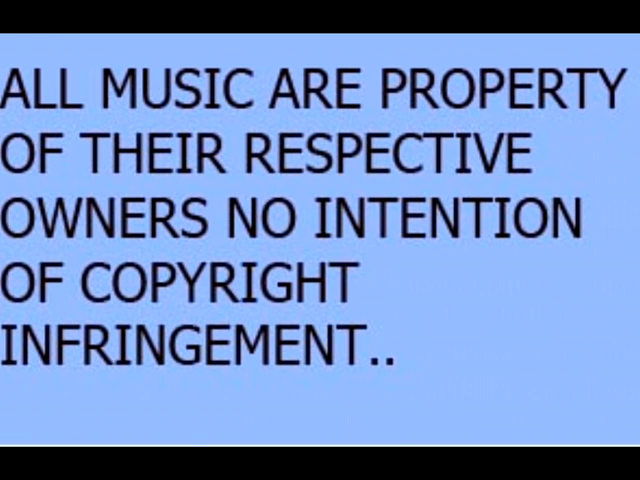 ALL MUSIC ARE PROPERTY
OF THEIR RESPECTIVE
OWNERS NO INTENTION
OF COPYRIGHT
INFRINGEMENT..